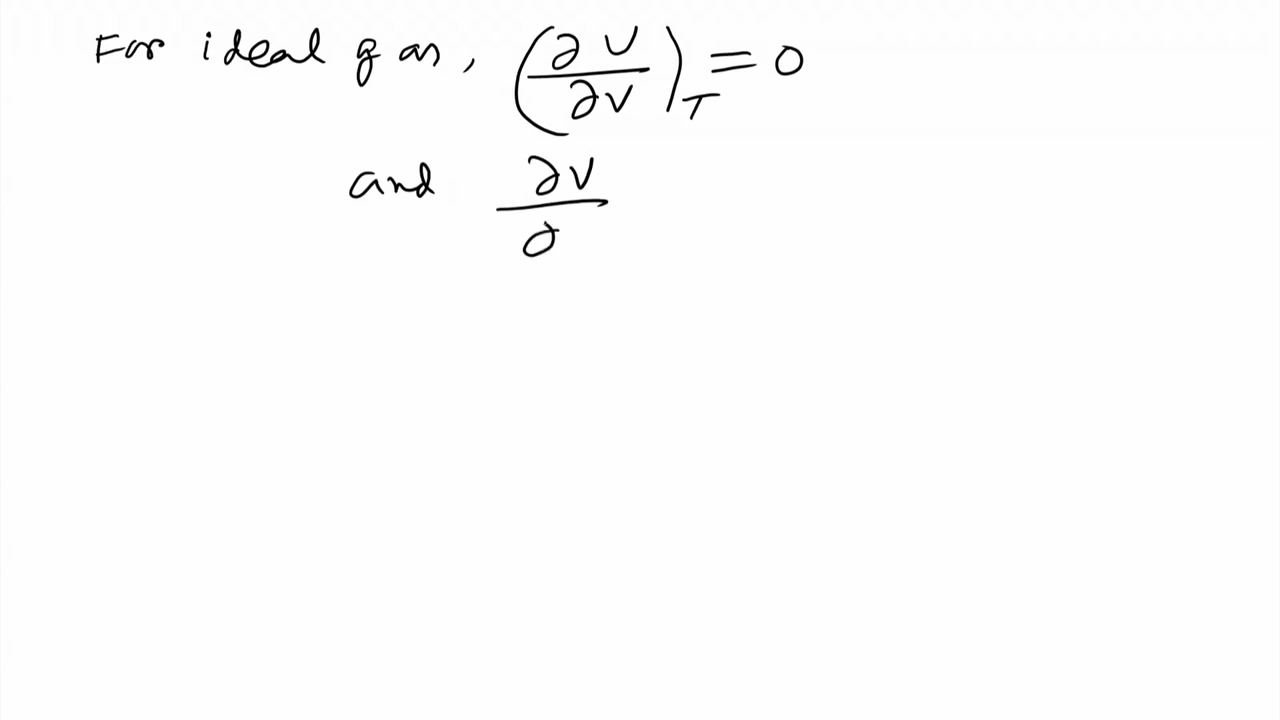 For ideal gas, (∂U/∂V)_T = 0
and ∂V/∂